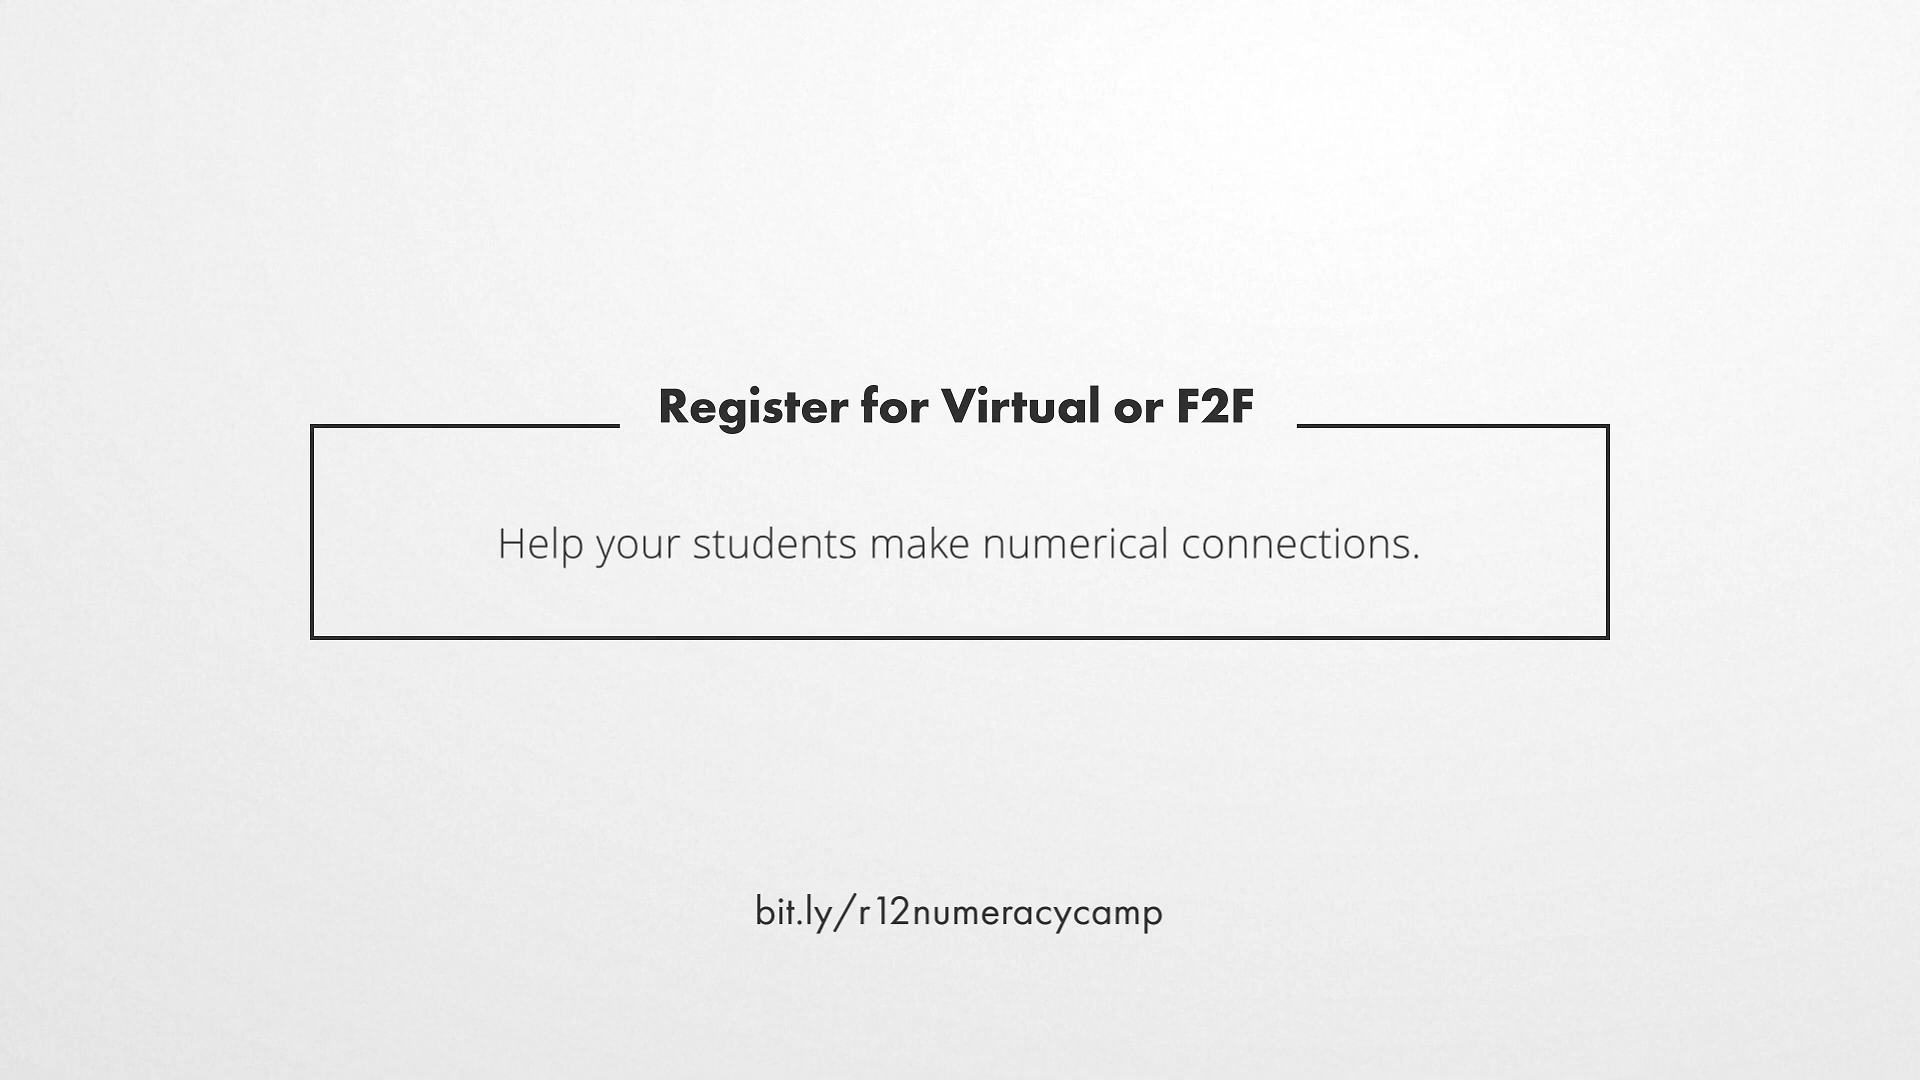 Register for Virtual or F2F
Help your students make numerical connections.
bit.ly/r12numeracycamp